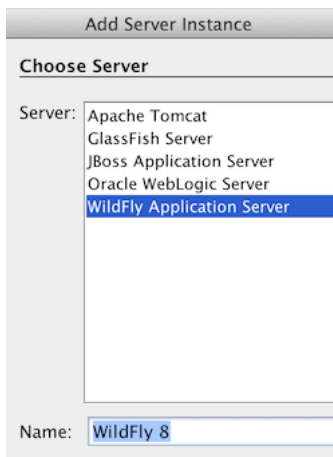 Add Server Instance
Choose Server
Server:
Apache Tomcat
GlassFish Server
JBoss Application Server
Oracle WebLogic Server
WildFly Application Server
Name: WildFly 8